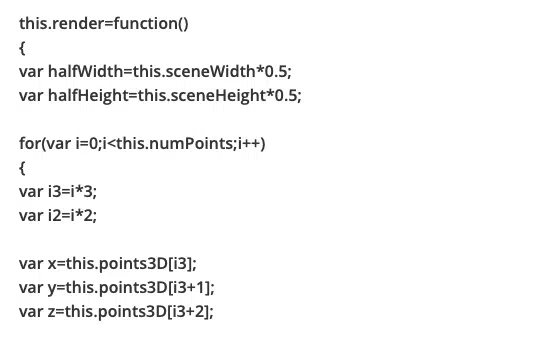 this.render=function()
{
var halfWidth=this.sceneWidth*0.5;
var halfHeight=this.sceneHeight*0.5;

for(var i=0;i<this.numPoints;i++)
{
var i3=i*3;
var i2=i*2;

var x=this.points3D[i3];
var y=this.points3D[i3+1];
var z=this.points3D[i3+2];